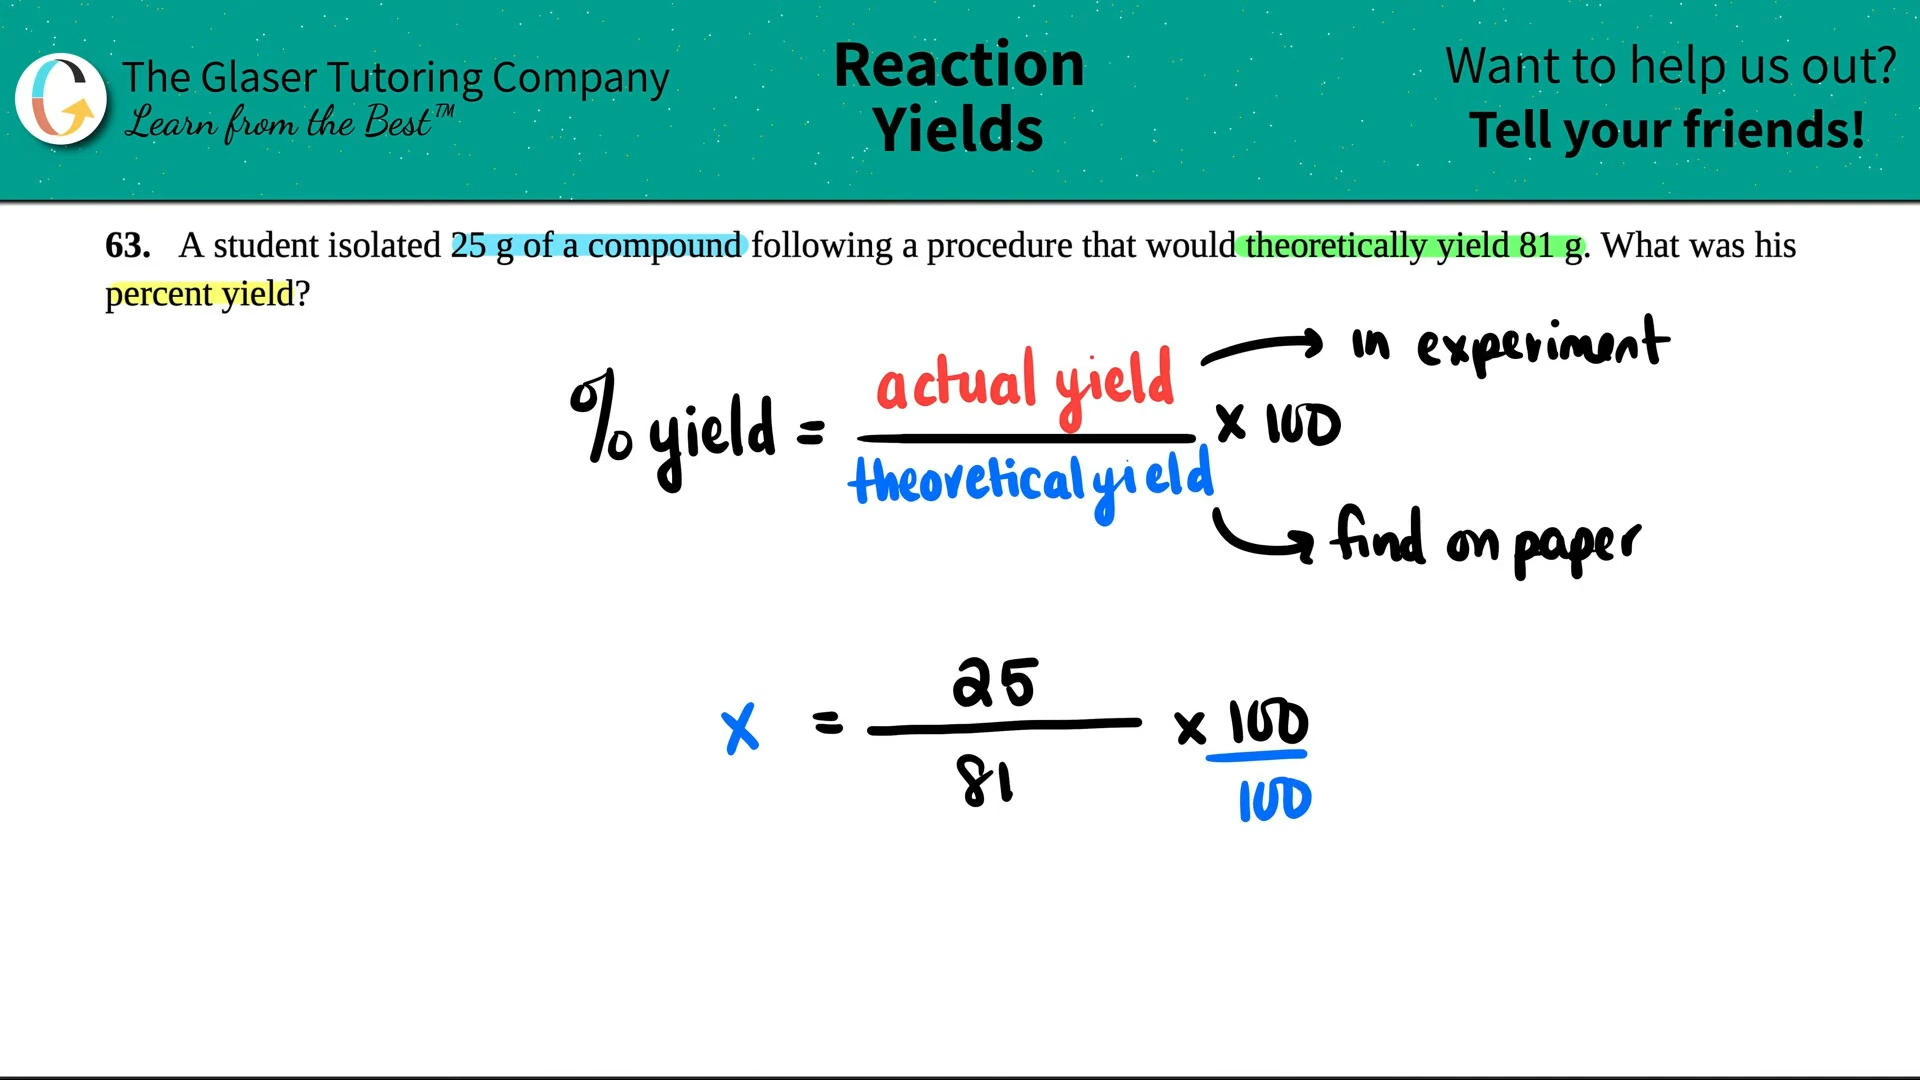 The Glaser Tutoring Company
Learn from the Best™
Reaction
Yields
Want to help us out?
Tell your friends!
63. A student isolated 25 g of a compound following a procedure that would theoretically yield 81 g. What was his
percent yield?
% yield = actual yield / theoretical yield x 100
→ in experiment
→ find on paper
x = 25 / 81 x 100 / 100